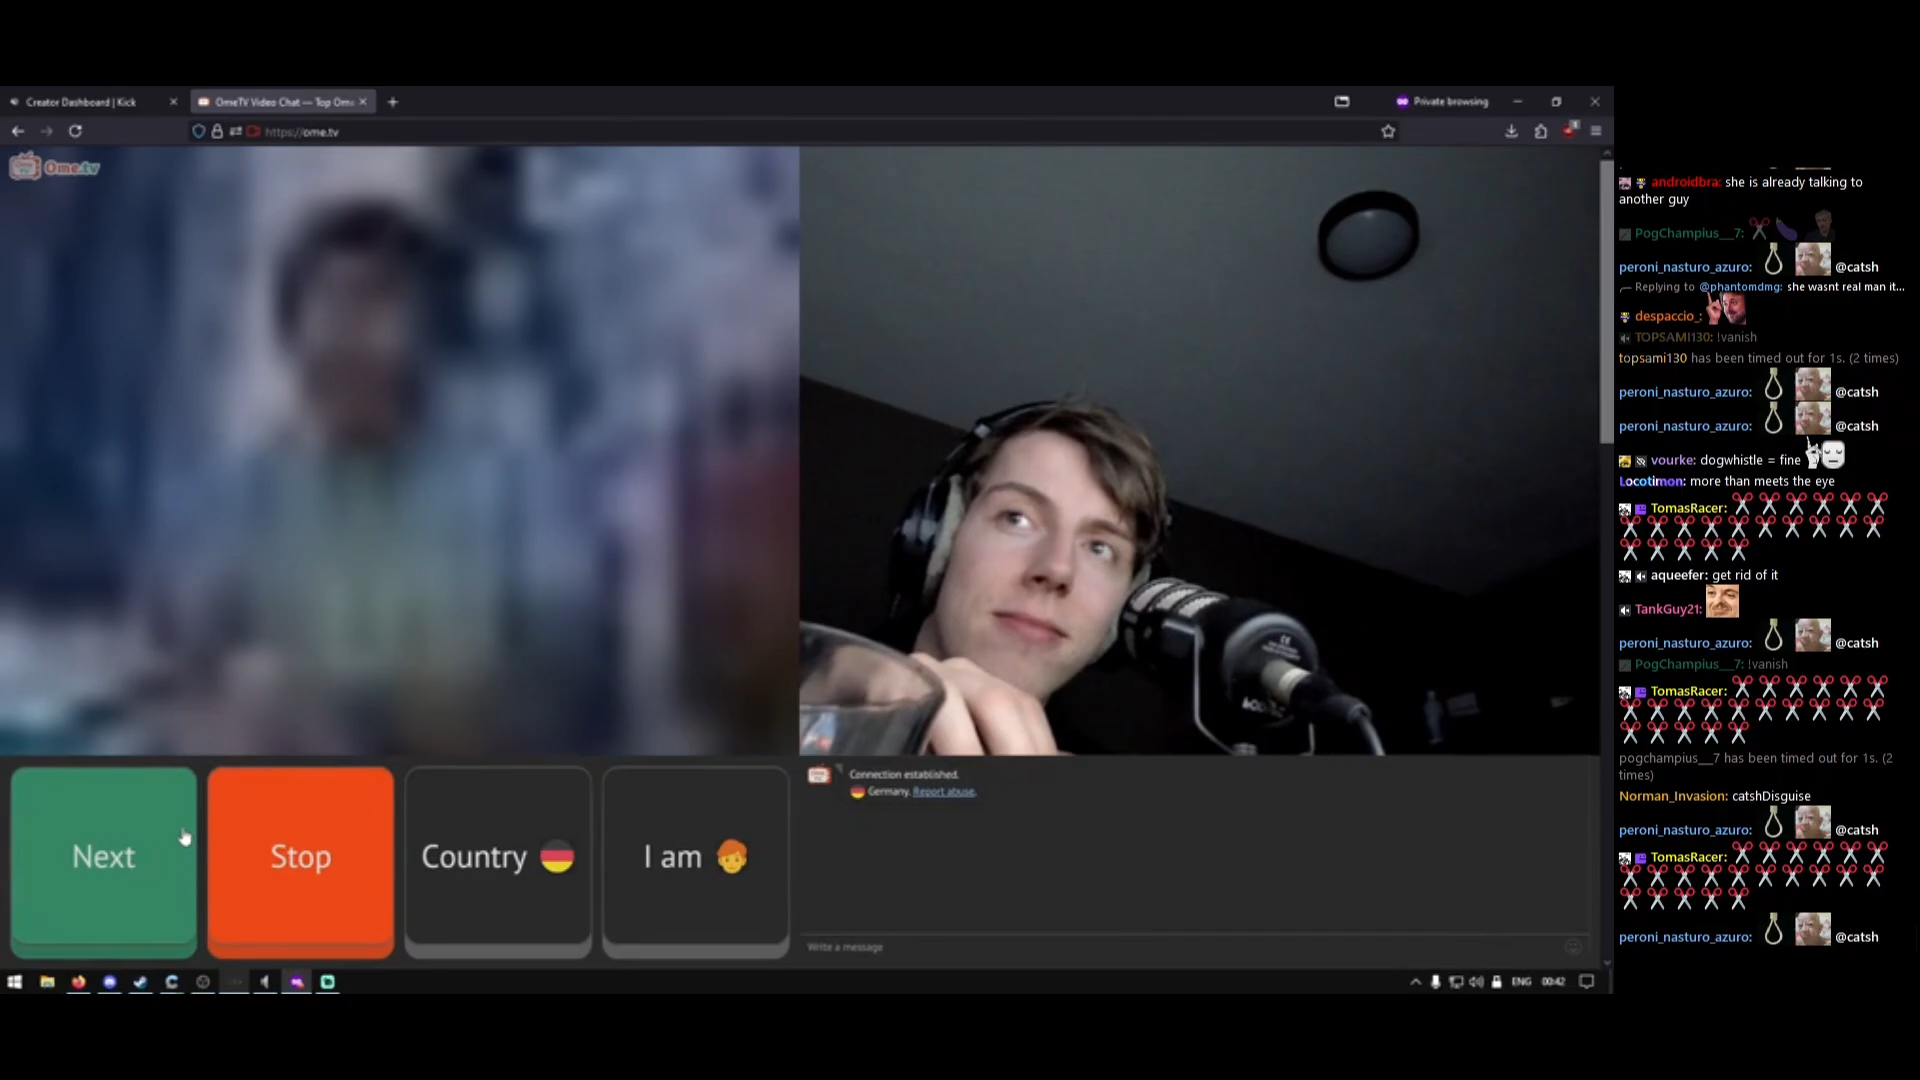 Creator Dashboard | Kick
OmeTV Video Chat — Top Ome
Private browsing
https://ome.tv
Ome.tv
androidbra: she is already talking to
another guy
PogChampius__7:
peroni_nasturo_azuro: @catsh
Replying to @phantomdmg: she wasnt real man it...
despaccio_:
TOPSAMI130: !vanish
topsami130 has been timed out for 1s. (2 times)
peroni_nasturo_azuro: @catsh
peroni_nasturo_azuro: @catsh
vourke: dogwhistle = fine
Locotimon: more than meets the eye
TomasRacer:
aqueefer: get rid of it
TankGuy21:
peroni_nasturo_azuro: @catsh
PogChampius__7: !vanish
TomasRacer:
pogchampius__7 has been timed out for 1s. (2
times)
Norman_Invasion: catshDisguise
peroni_nasturo_azuro: @catsh
TomasRacer:
peroni_nasturo_azuro: @catsh
Connection established.
Germany. Report abuse.
Next
Stop
Country
I am
Write a message
ENG
00:42